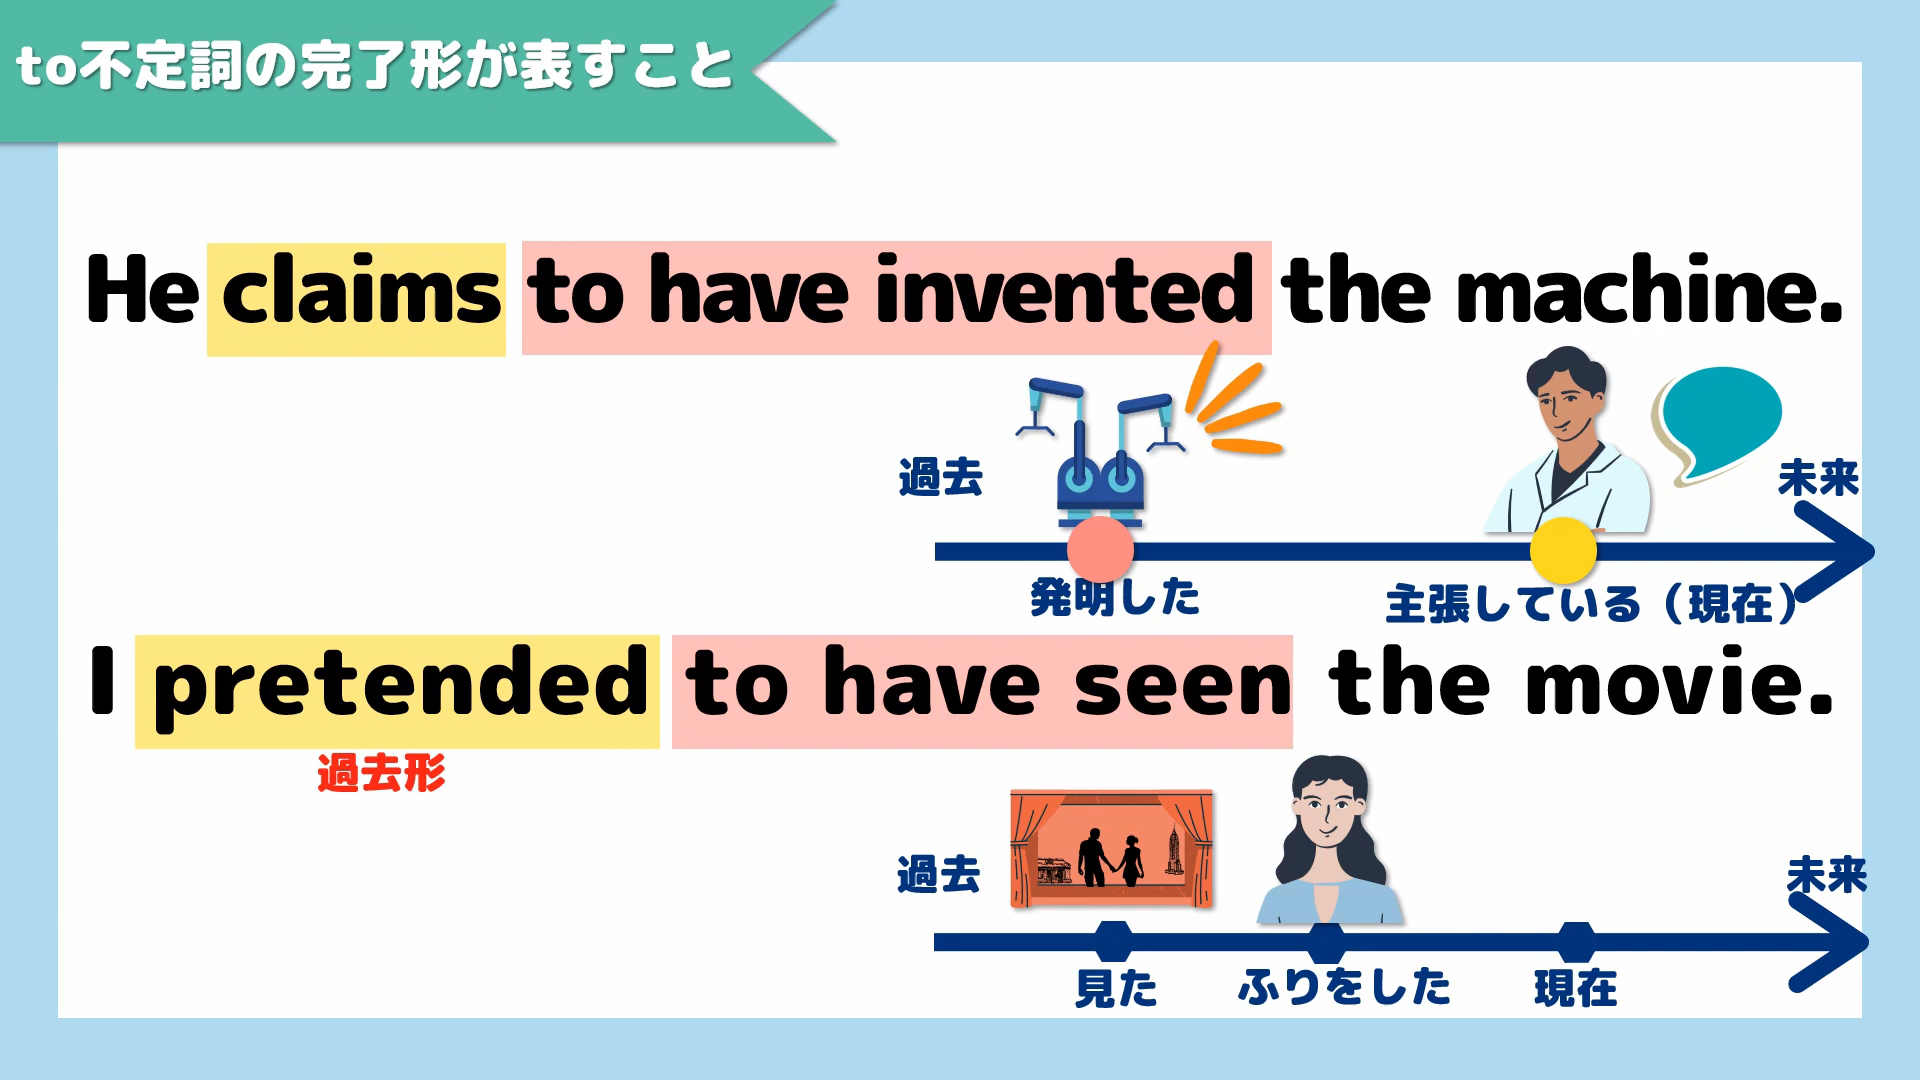 to不定詞の完了形が表すこと
He claims to have invented the machine.
過去
未来
発明した
主張している（現在）
I pretended to have seen the movie.
過去形
過去
未来
見た
ふりをした
現在